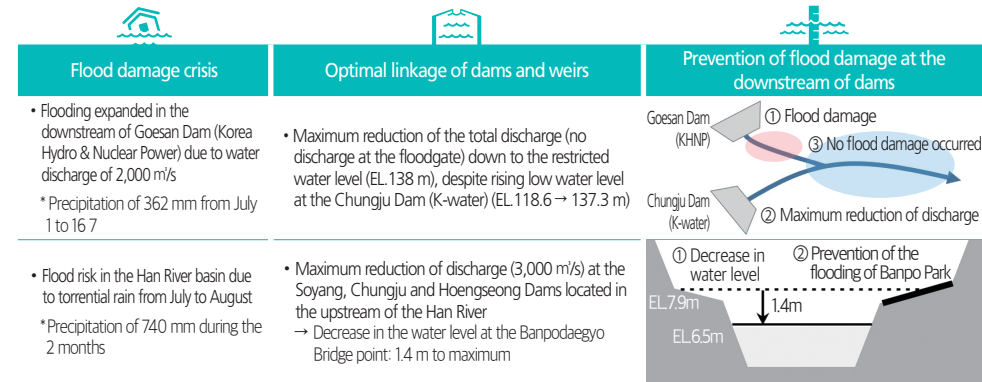 Flood damage crisis
Optimal linkage of dams and weirs
Prevention of flood damage at the
downstream of dams
• Flooding expanded in the
downstream of Goesan Dam (Korea
Hydro & Nuclear Power) due to water
discharge of 2,000 ㎥/s
* Precipitation of 362 mm from July
1 to 16 7
• Maximum reduction of the total discharge (no
discharge at the floodgate) down to the restricted
water level (EL.138 m), despite rising low water level
at the Chungju Dam (K-water) (EL.118.6 → 137.3 m)
Goesan Dam
(KHNP)
① Flood damage
③ No flood damage occurred
Chungju Dam
(K-water)
② Maximum reduction of discharge
• Flood risk in the Han River basin due
to torrential rain from July to August
*Precipitation of 740 mm during the
2 months
• Maximum reduction of discharge (3,000 ㎥/s) at the
Soyang, Chungju and Hoengseong Dams located in
the upstream of the Han River
→ Decrease in the water level at the Banpodaegyo
Bridge point: 1.4 m to maximum
① Decrease in
water level
② Prevention of the
flooding of Banpo Park
EL.7.9m
1.4m
EL.6.5m